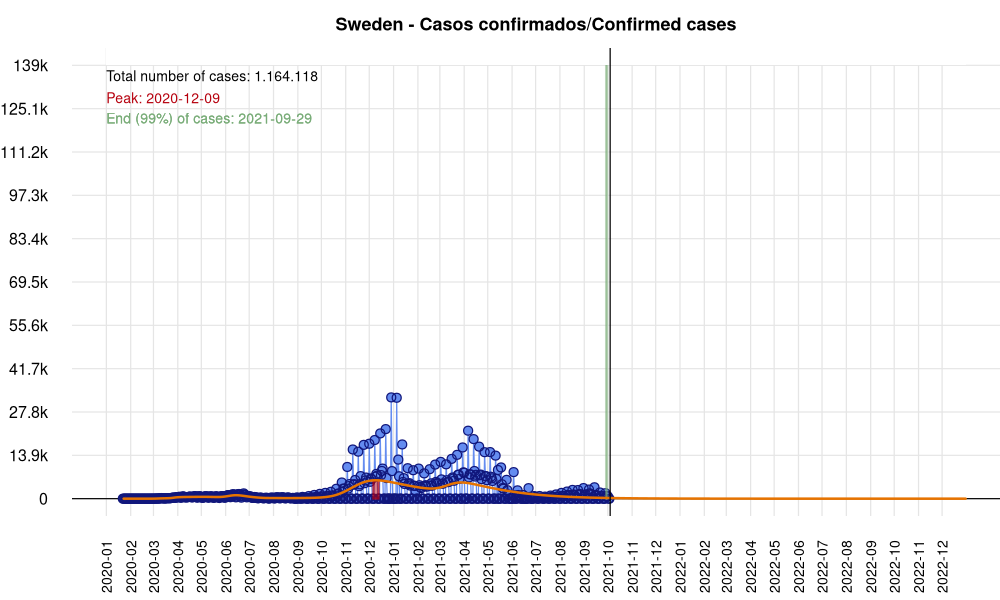 Sweden - Casos confirmados/Confirmed cases
139k
Total number of cases: 1.164.118
Peak: 2020-12-09
125.1k
End (99%) of cases: 2021-09-29
111.2k
97.3k
83.4k
69.5k
55.6k
41.7k
27.8k
13.9k
0
2020-01
2020-02
2020-03
2020-04
2020-05
2020-06
2020-07
2020-08
2020-09
2020-10
2020-11
2020-12
2021-01
2021-02
2021-03
2021-04
2021-05
2021-06
2021-07
2021-08
2021-09
2021-10
2021-11
2021-12
2022-01
2022-02
2022-03
2022-04
2022-05
2022-06
2022-07
2022-08
2022-09
2022-10
2022-11
2022-12